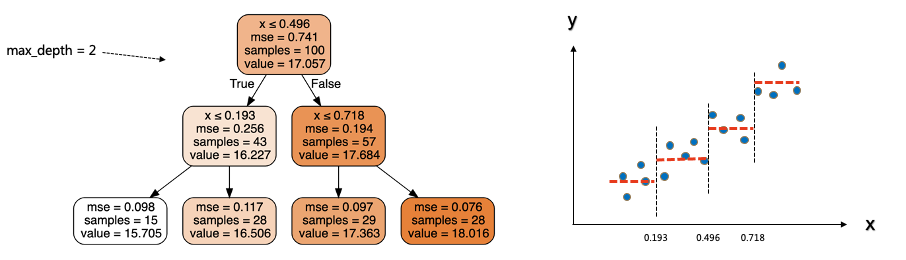 max_depth = 2
x ≤ 0.496
mse = 0.741
samples = 100
value = 17.057
True
False
x ≤ 0.193
mse = 0.256
samples = 43
value = 16.227
x ≤ 0.718
mse = 0.194
samples = 57
value = 17.684
mse = 0.098
samples = 15
value = 15.705
mse = 0.117
samples = 28
value = 16.506
mse = 0.097
samples = 29
value = 17.363
mse = 0.076
samples = 28
value = 18.016
y
x
0.193
0.496
0.718